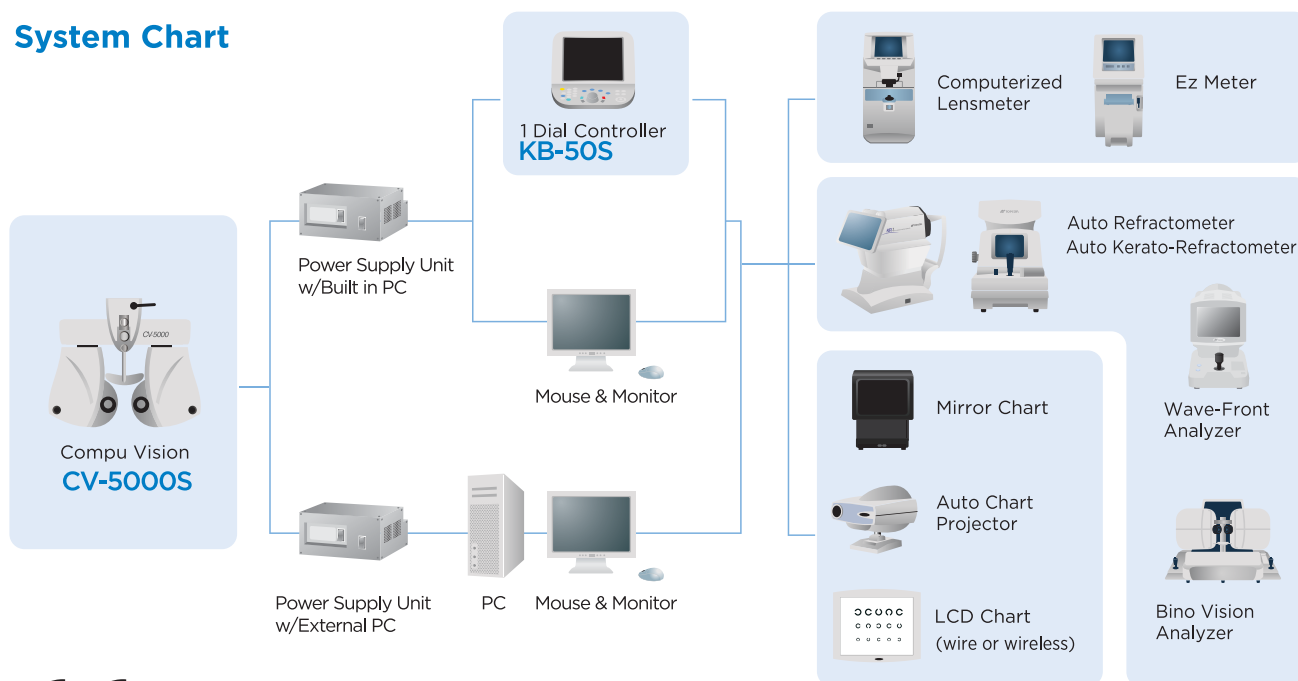 System Chart
1 Dial Controller
KB-50S
Computerized
Lensmeter
Ez Meter
Power Supply Unit
w/Built in PC
Auto Refractometer
Auto Kerato-Refractometer
CV-5000
Compu Vision
CV-5000S
Mouse & Monitor
Mirror Chart
Wave-Front
Analyzer
Auto Chart
Projector
Power Supply Unit
w/External PC
PC
Mouse & Monitor
LCD Chart
(wire or wireless)
Bino Vision
Analyzer